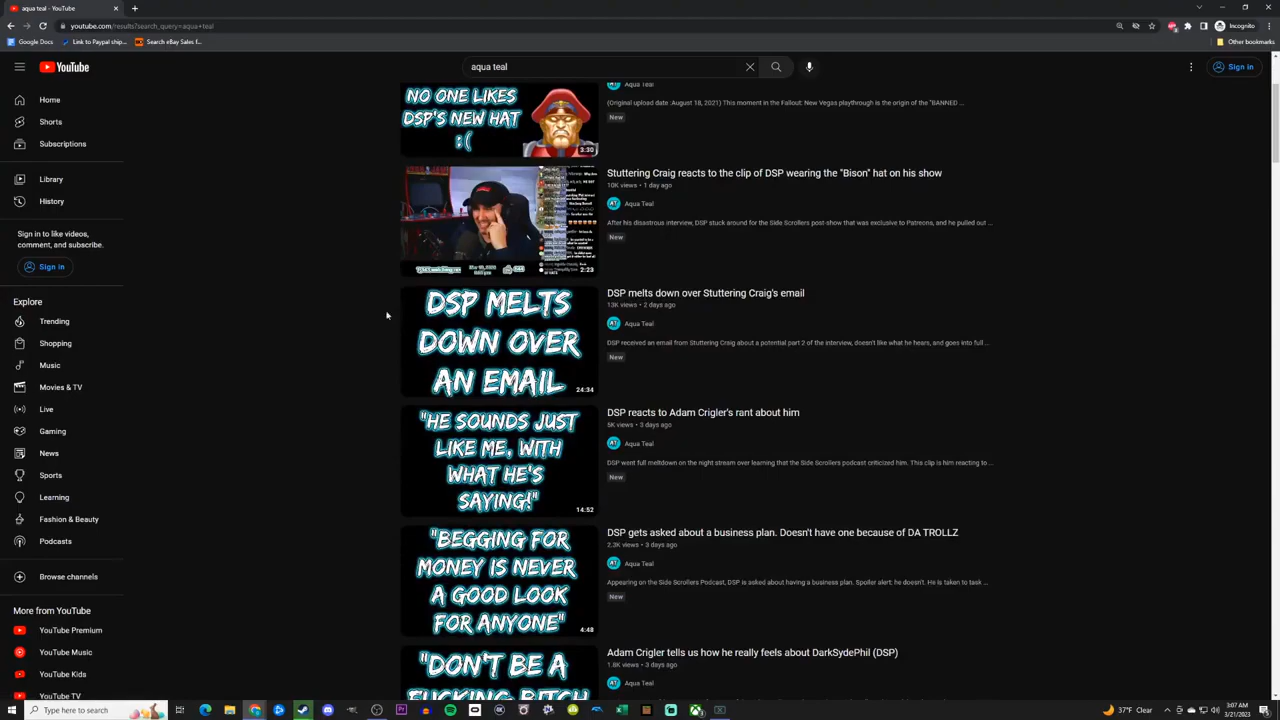 aqua teal - YouTube
youtube.com/results?search_query=aqua+teal
Incognito
Google Docs
Link to Paypal ship...
Search eBay Sales f...
Other bookmarks
YouTube
aqua teal
Sign in
Home
Shorts
Subscriptions
Library
History
Sign in to like videos,
comment, and subscribe.
Sign in
Explore
Trending
Shopping
Music
Movies & TV
Live
Gaming
News
Sports
Learning
Fashion & Beauty
Podcasts
Browse channels
More from YouTube
YouTube Premium
YouTube Music
YouTube Kids
YouTube TV
NO ONE LIKES
DSP'S NEW HAT
:(
3:30
Aqua Teal
(Original upload date :August 18, 2021) This moment in the Fallout: New Vegas playthrough is the origin of the "BANNED ...
New
2:23
Stuttering Craig reacts to the clip of DSP wearing the "Bison" hat on his show
10K views • 1 day ago
Aqua Teal
After his disastrous interview, DSP stuck around for the Side Scrollers post-show that was exclusive to Patreons, and he pulled out ...
New
DSP MELTS
DOWN OVER
AN EMAIL
24:34
DSP melts down over Stuttering Craig's email
13K views • 2 days ago
Aqua Teal
DSP received an email from Stuttering Craig about a potential part 2 of the interview, doesn't like what he hears, and goes into full ...
New
"HE SOUNDS JUST
LIKE ME, WITH
WHAT HE'S
SAYING!"
14:52
DSP reacts to Adam Crigler's rant about him
5K views • 3 days ago
Aqua Teal
DSP went full meltdown on the night stream over learning that the Side Scrollers podcast criticized him. This clip is him reacting to ...
New
"BEGGING FOR
MONEY IS NEVER
A GOOD LOOK
FOR ANYONE"
4:48
DSP gets asked about a business plan. Doesn't have one because of DA TROLLZ
2.3K views • 3 days ago
Aqua Teal
Appearing on the Side Scrollers Podcast, DSP is asked about having a business plan. Spoiler alert: he doesn't. He is taken to task ...
New
"DON'T BE A
FUCKING BITCH
Adam Crigler tells us how he really feels about DarkSydePhil (DSP)
1.8K views • 3 days ago
Aqua Teal
Type here to search
37°F Clear
3:07 AM
3/21/2023